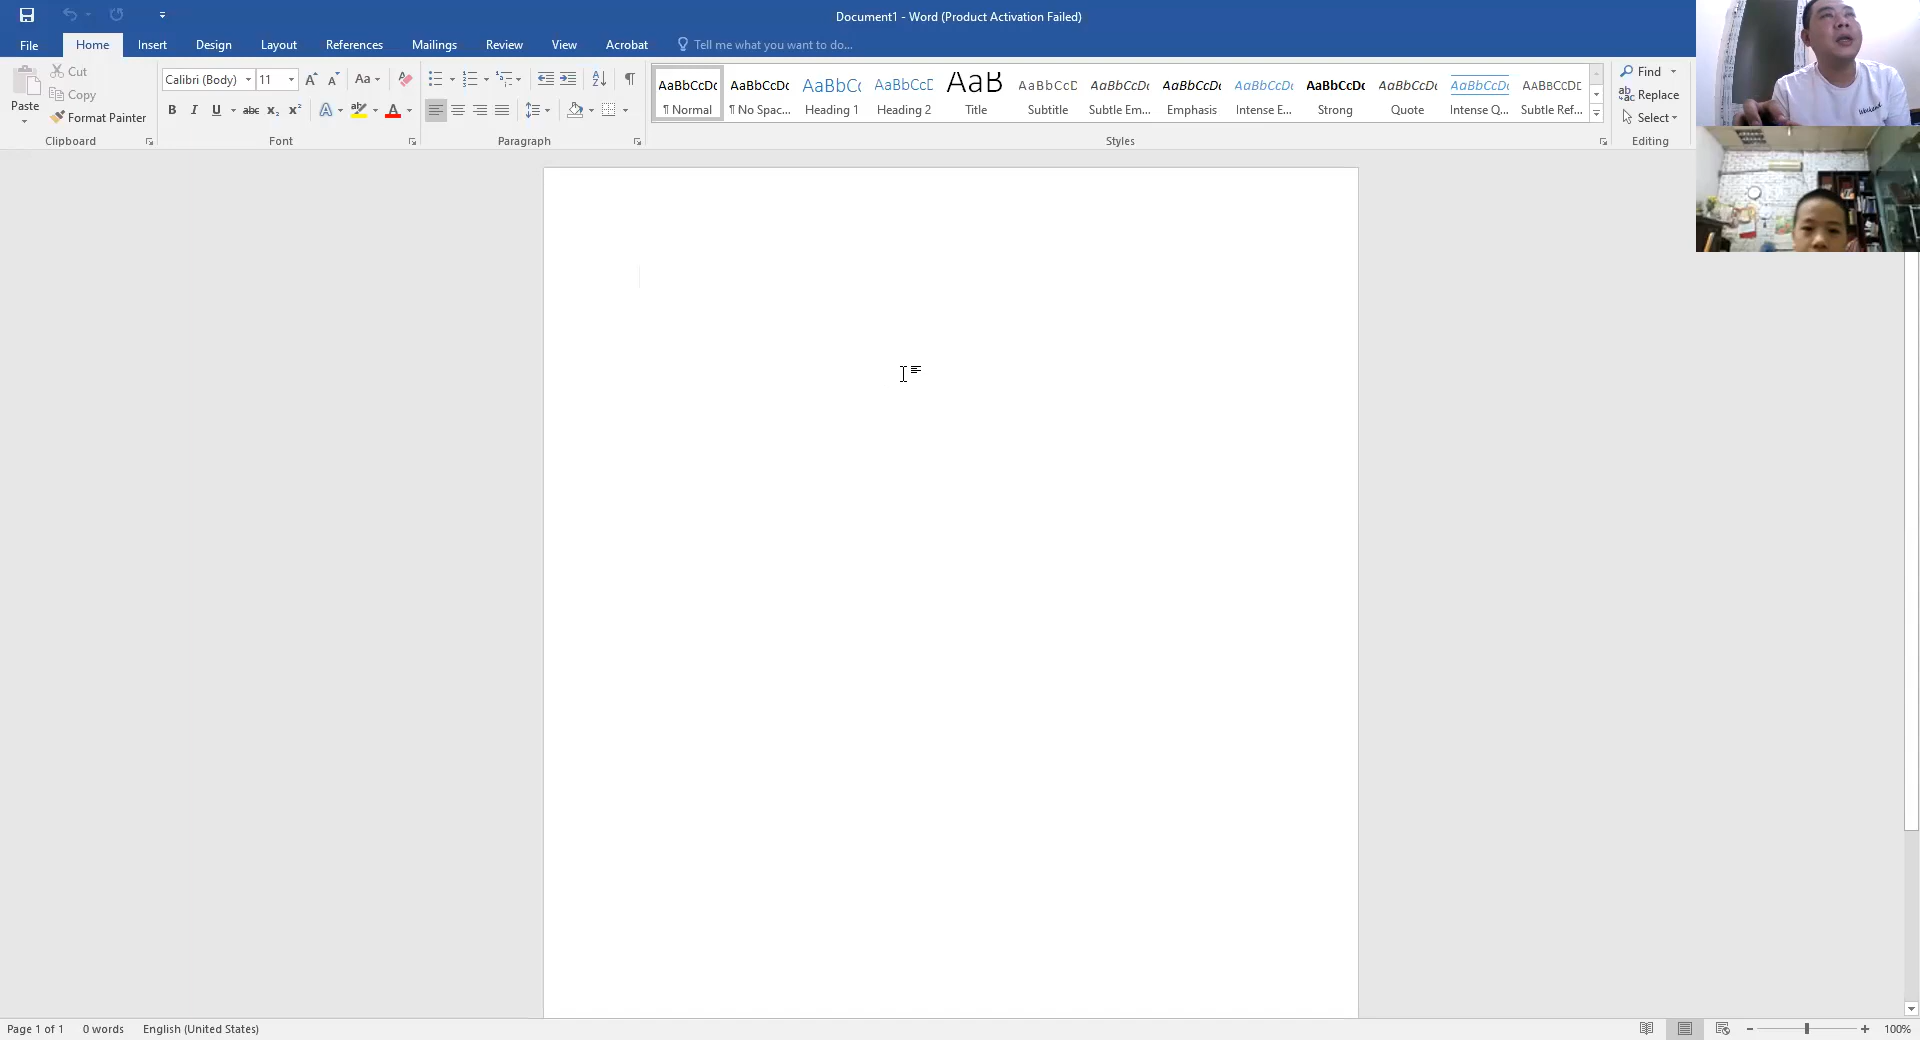 Document1 - Word (Product Activation Failed)
File Home Insert Design Layout References Mailings Review View Acrobat Tell me what you want to do...
Cut
Copy
Format Painter
Paste
Clipboard
Calibri (Body) 11
Aa
B I U abc X₂ X²
A
Font
Paragraph
AaBbCcDc AaBbCcDc AaBbCc AaBbCcD AaB AaBbCcD AaBbCcDc AaBbCcDc AaBbCcDc AaBbCcDc AaBbCcDc AaBbCcDc AABBCCDD
¶ Normal ¶ No Spac... Heading 1 Heading 2 Title Subtitle Subtle Em... Emphasis Intense E... Strong Quote Intense Q... Subtle Ref...
Styles
Find
Replace
Select
Editing
Weekend
Page 1 of 1 0 words English (United States)
100%